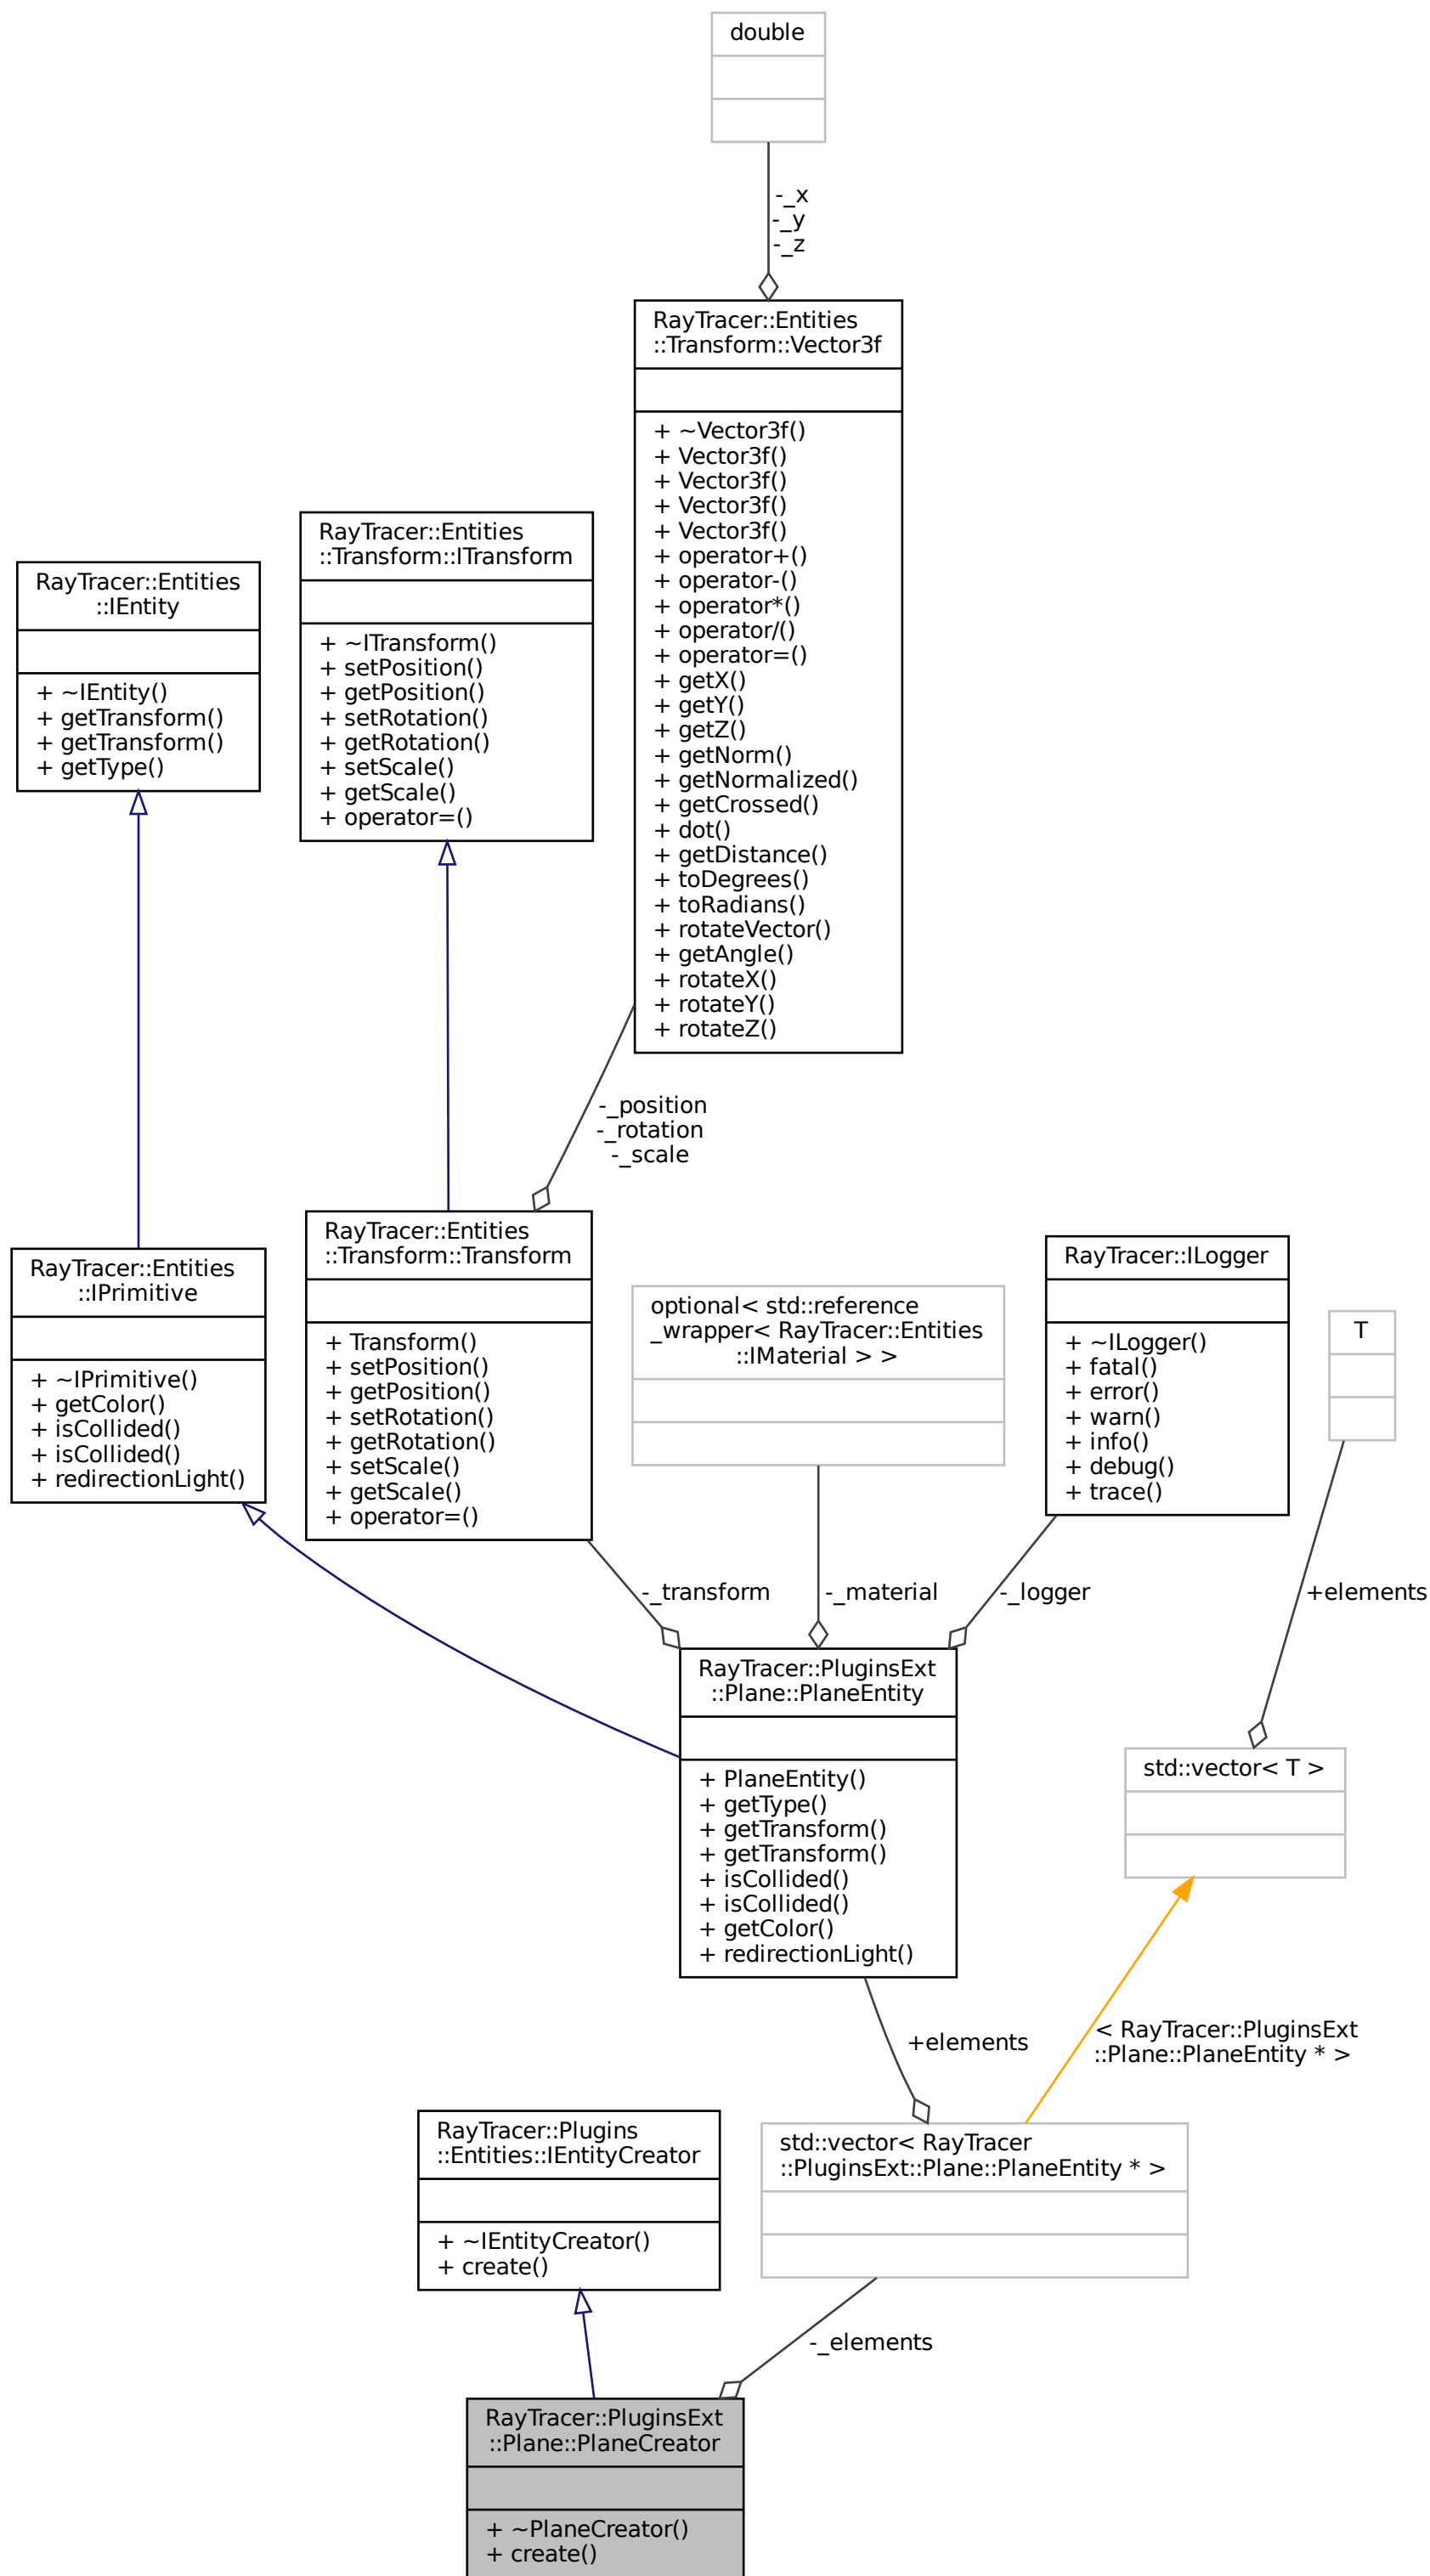 double
-_x
-_y
-_z
RayTracer::Entities
::Transform::Vector3f
+ ~Vector3f()
+ Vector3f()
+ Vector3f()
+ Vector3f()
+ Vector3f()
+ operator+()
+ operator-()
+ operator*()
+ operator/()
+ operator=()
+ getX()
+ getY()
+ getZ()
+ getNorm()
+ getNormalized()
+ getCrossed()
+ dot()
+ getDistance()
+ toDegrees()
+ toRadians()
+ rotateVector()
+ getAngle()
+ rotateX()
+ rotateY()
+ rotateZ()
RayTracer::Entities
::Transform::ITransform
+ ~ITransform()
+ setPosition()
+ getPosition()
+ setRotation()
+ getRotation()
+ setScale()
+ getScale()
+ operator=()
RayTracer::Entities
::IEntity
+ ~IEntity()
+ getTransform()
+ getTransform()
+ getType()
-_position
-_rotation
-_scale
RayTracer::Entities
::IPrimitive
+ ~IPrimitive()
+ getColor()
+ isCollided()
+ isCollided()
+ redirectionLight()
RayTracer::Entities
::Transform::Transform
+ Transform()
+ setPosition()
+ getPosition()
+ setRotation()
+ getRotation()
+ setScale()
+ getScale()
+ operator=()
optional< std::reference
_wrapper< RayTracer::Entities
::IMaterial > >
RayTracer::ILogger
+ ~ILogger()
+ fatal()
+ error()
+ warn()
+ info()
+ debug()
+ trace()
T
-_transform
-_material
-_logger
+elements
RayTracer::PluginsExt
::Plane::PlaneEntity
+ PlaneEntity()
+ getType()
+ getTransform()
+ getTransform()
+ isCollided()
+ isCollided()
+ getColor()
+ redirectionLight()
std::vector< T >
+elements
< RayTracer::PluginsExt
::Plane::PlaneEntity * >
RayTracer::Plugins
::Entities::IEntityCreator
+ ~IEntityCreator()
+ create()
std::vector< RayTracer
::PluginsExt::Plane::PlaneEntity * >
-_elements
RayTracer::PluginsExt
::Plane::PlaneCreator
+ ~PlaneCreator()
+ create()